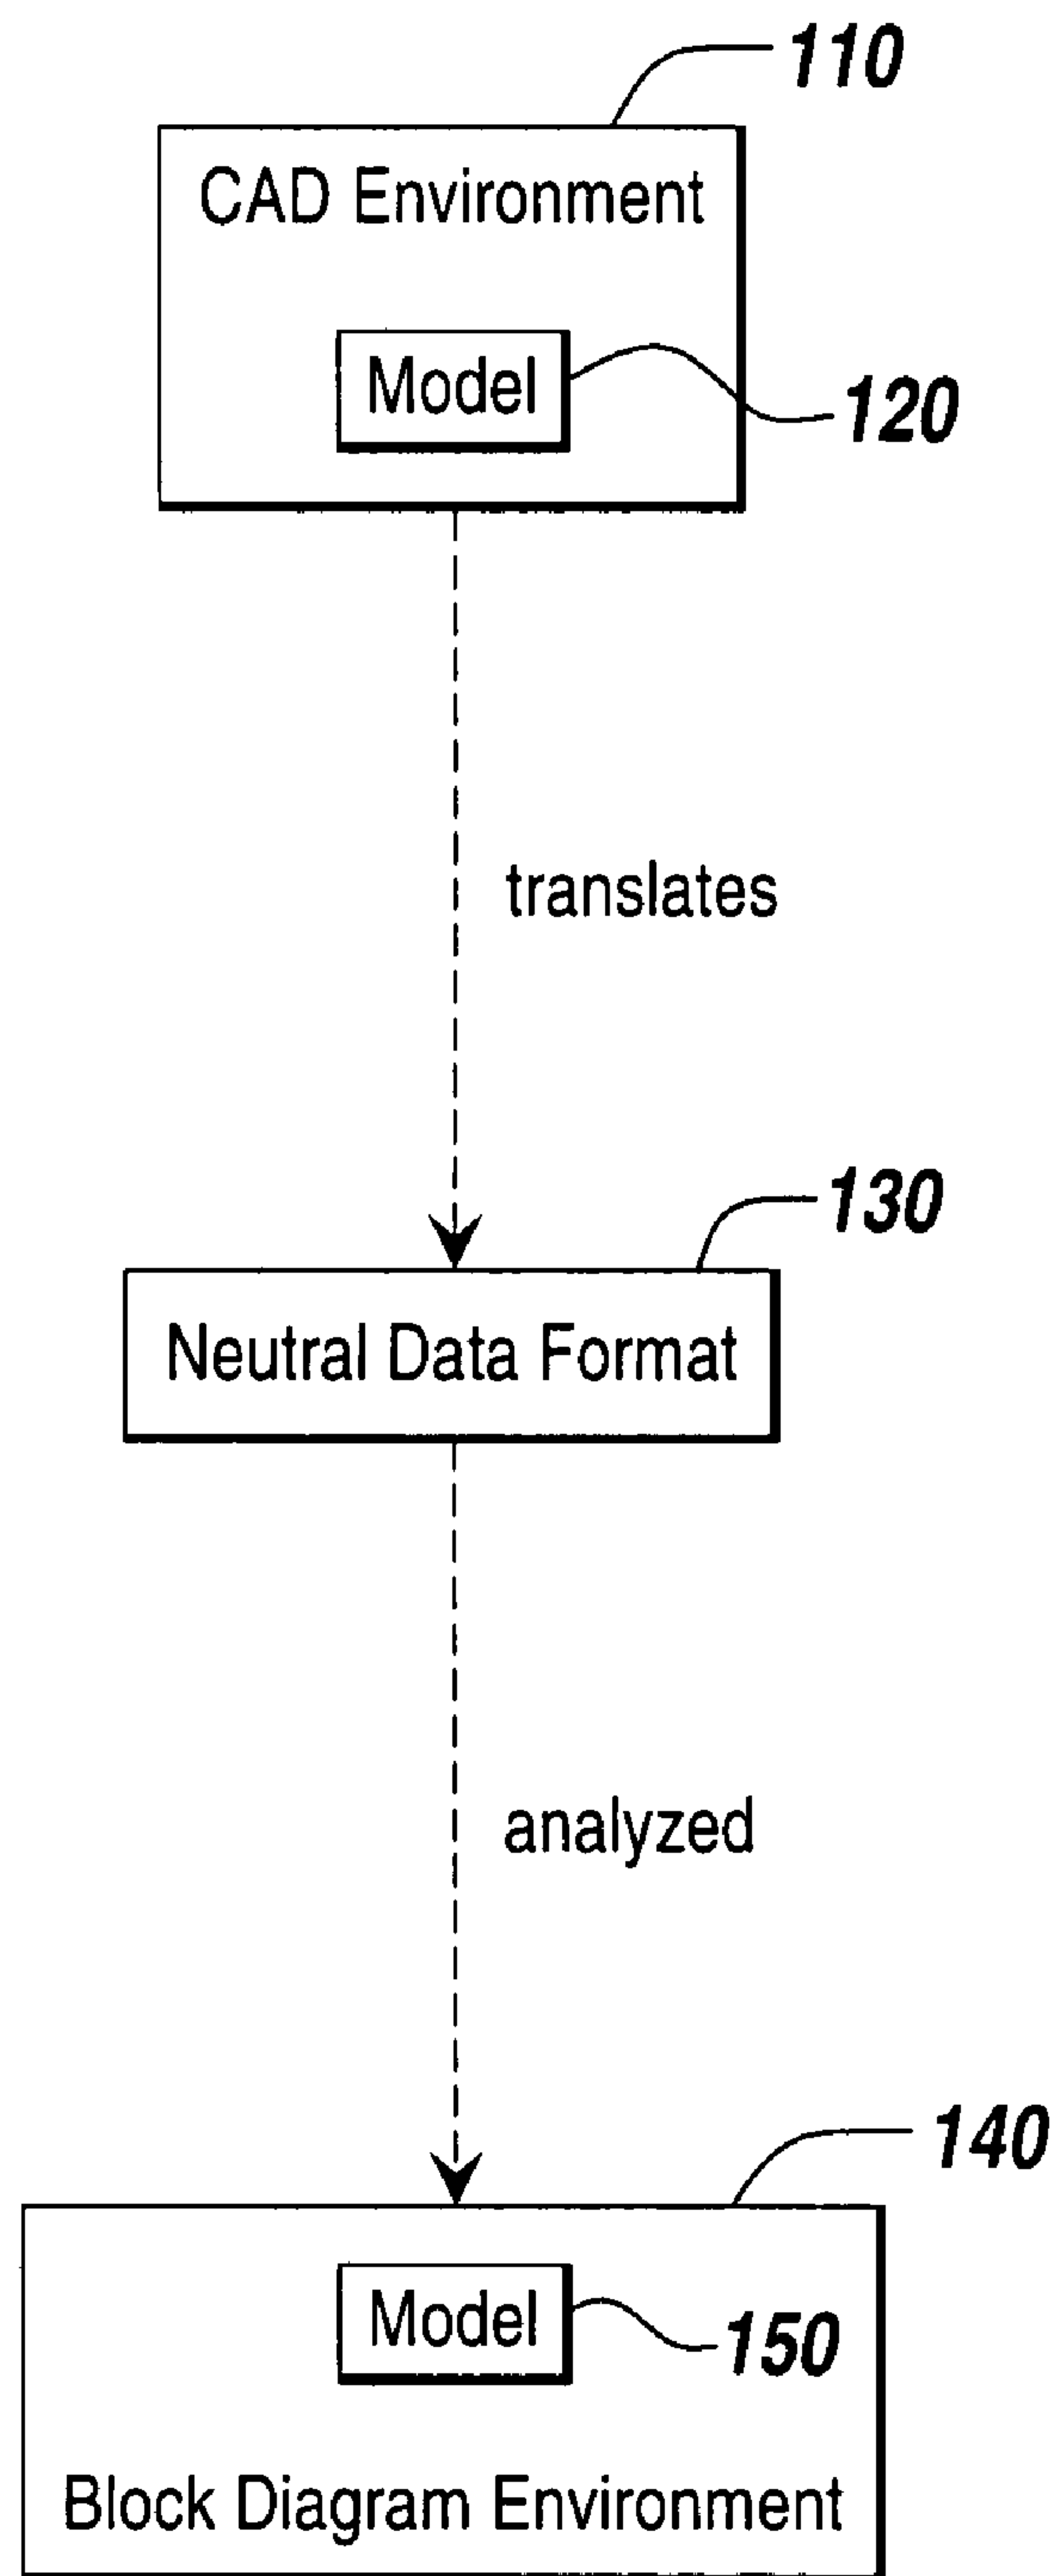 110
CAD Environment
Model
120
translates
130
Neutral Data Format
analyzed
140
Model
150
Block Diagram Environment